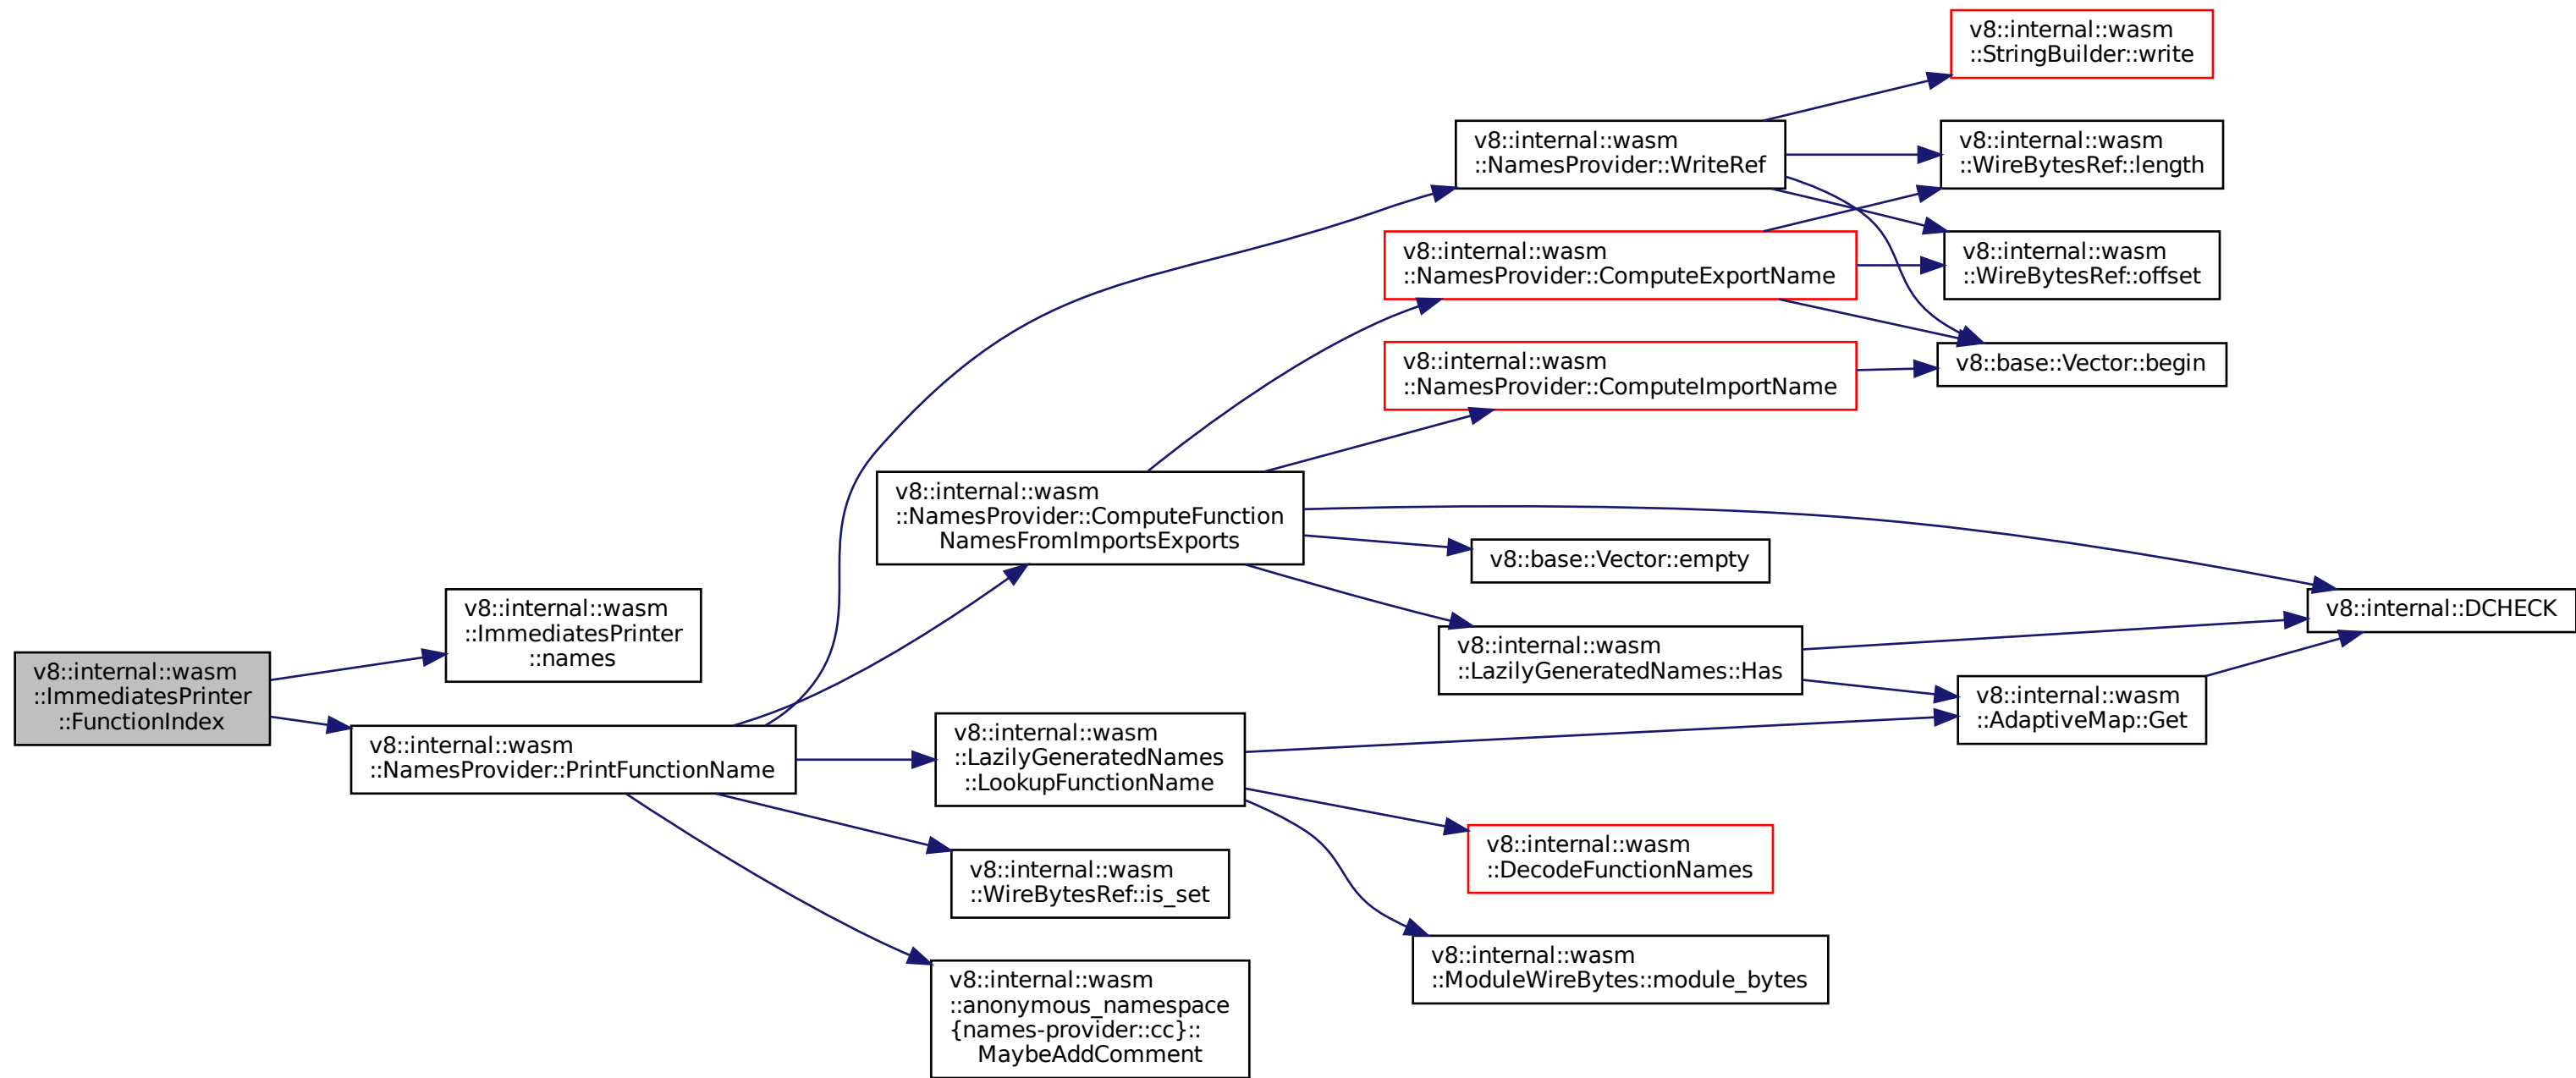 v8::internal::wasm
::StringBuilder::write
v8::internal::wasm
::NamesProvider::WriteRef
v8::internal::wasm
::WireBytesRef::length
v8::internal::wasm
::NamesProvider::ComputeExportName
v8::internal::wasm
::WireBytesRef::offset
v8::internal::wasm
::NamesProvider::ComputeImportName
v8::base::Vector::begin
v8::internal::wasm
::NamesProvider::ComputeFunction
NamesFromImportsExports
v8::base::Vector::empty
v8::internal::wasm
::ImmediatesPrinter
::names
v8::internal::DCHECK
v8::internal::wasm
::LazilyGeneratedNames::Has
v8::internal::wasm
::ImmediatesPrinter
::FunctionIndex
v8::internal::wasm
::AdaptiveMap::Get
v8::internal::wasm
::NamesProvider::PrintFunctionName
v8::internal::wasm
::LazilyGeneratedNames
::LookupFunctionName
v8::internal::wasm
::DecodeFunctionNames
v8::internal::wasm
::WireBytesRef::is_set
v8::internal::wasm
::ModuleWireBytes::module_bytes
v8::internal::wasm
::anonymous_namespace
{names-provider::cc}::
MaybeAddComment